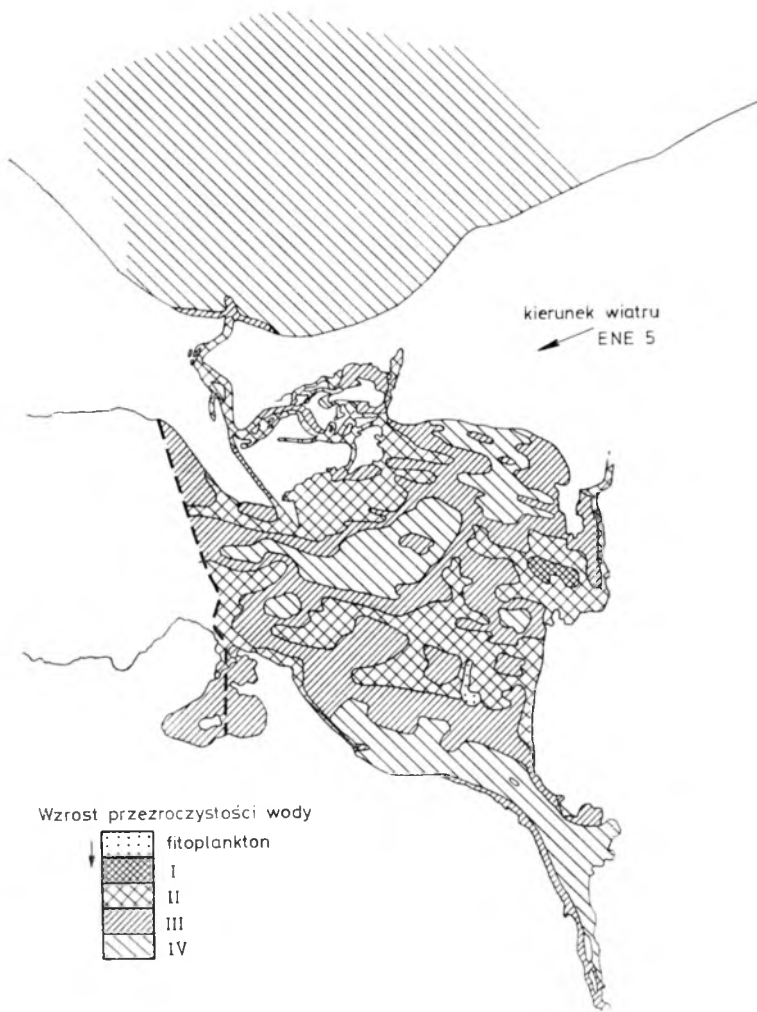 kierunek wiatru
ENE 5
Wzrost przezroczystości wody
fitoplankton
I
II
III
IV